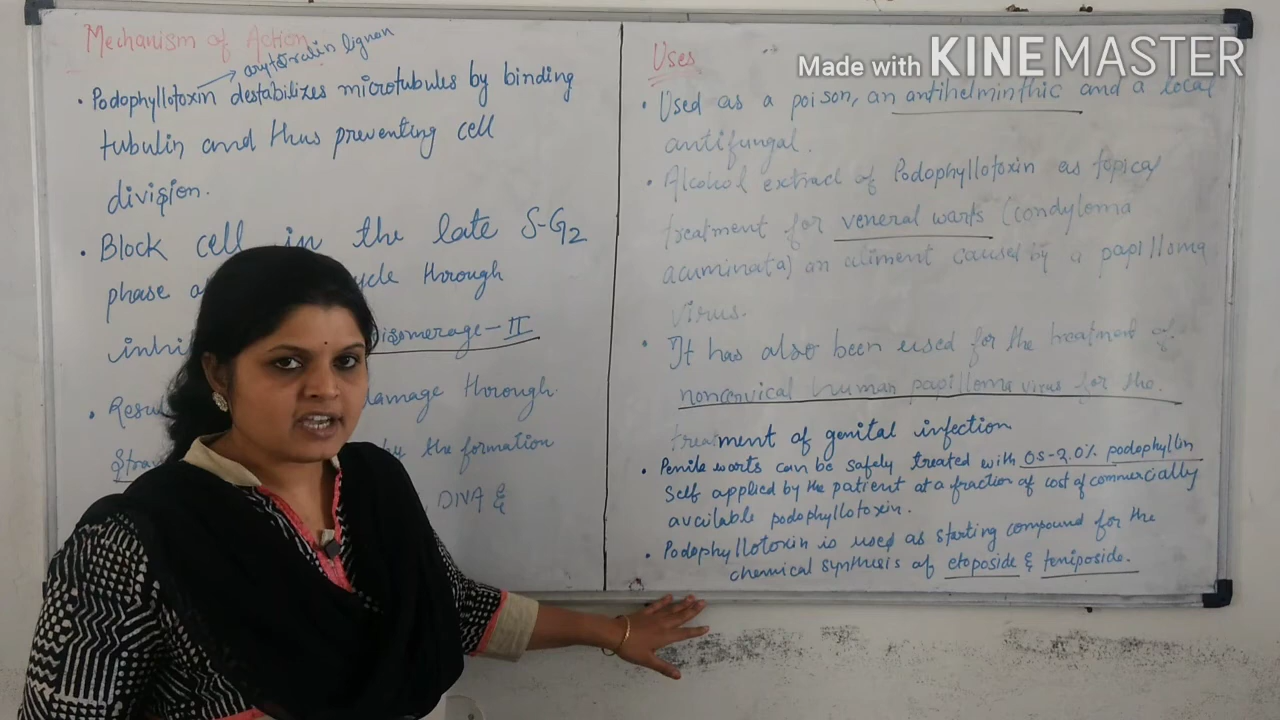 Mechanism of Action
arytetralin lignan
• Podophyllotoxin → destabilizes microtubules by binding
tubulin and thus preventing cell
division.
• Block cell in the late S-G2
phase cycle through
inhi isomerage-II
• Resul damage through
stra the formation
DNA &
Made with KINEMASTER
Uses
• Used as a poison, an antihelminthic and a local
antifungal.
• Alcohol extract of Podophyllotoxin as topical
treatment for veneral warts (condyloma
acuminata) an ailment caused by a papilloma
virus.
• It has also been used for the treatment of
noncervical human papilloma virus for the
treatment of genital infection
• Penile warts can be safely treated with 0.5-2.0% podophyllin
self applied by the patient at a fraction of cost of commercially
available podophyllotoxin.
• Podophyllotoxin is used as starting compound for the
chemical synthesis of etoposide & teniposide.